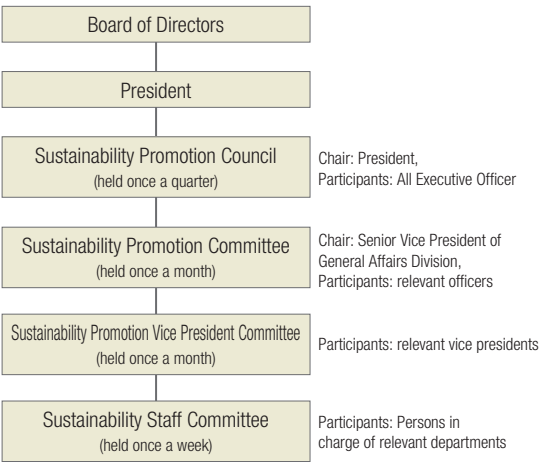 Board of Directors
President
Sustainability Promotion Council
(held once a quarter)
Chair: President,
Participants: All Executive Officer
Sustainability Promotion Committee
(held once a month)
Chair: Senior Vice President of
General Affairs Division,
Participants: relevant officers
Sustainability Promotion Vice President Committee
(held once a month)
Participants: relevant vice presidents
Sustainability Staff Committee
(held once a week)
Participants: Persons in
charge of relevant departments